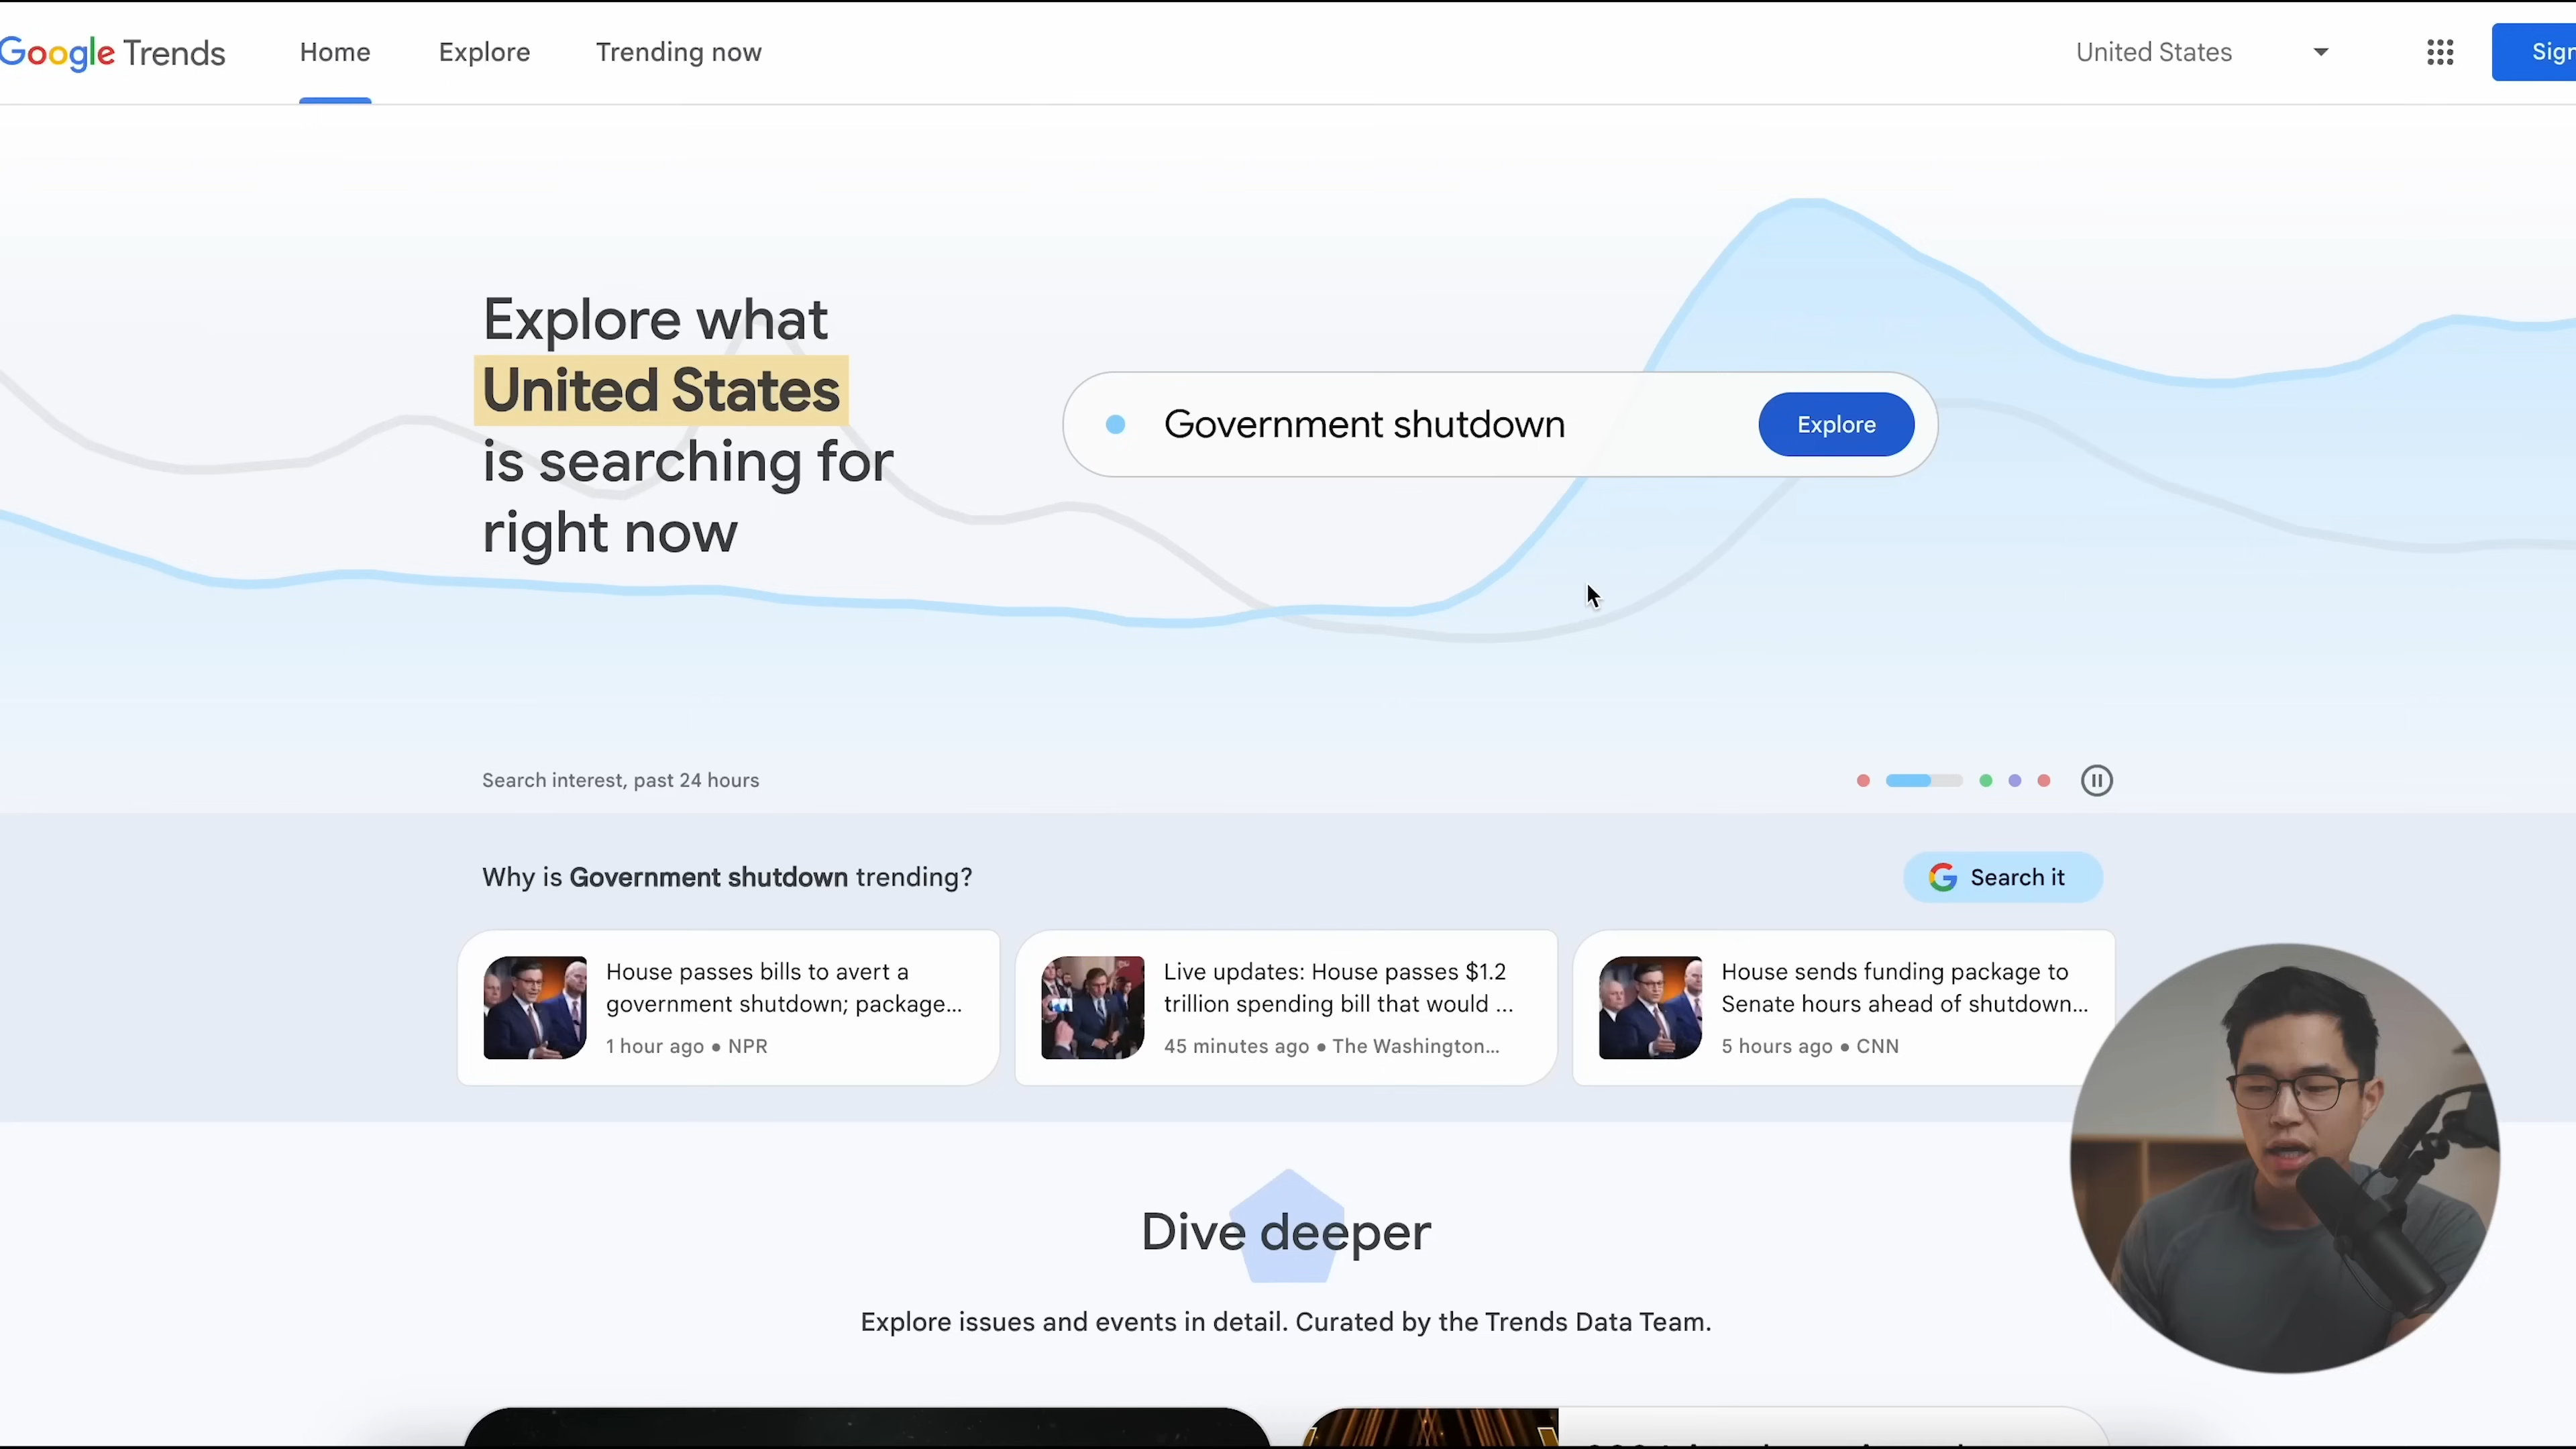 Google Trends
Home
Explore
Trending now
United States
Explore what
United States
is searching for
right now
Government shutdown
Explore
Search interest, past 24 hours
Why is Government shutdown trending?
Search it
House passes bills to avert a
government shutdown; package...
1 hour ago • NPR
Live updates: House passes $1.2
trillion spending bill that would ...
45 minutes ago • The Washington...
House sends funding package to
Senate hours ahead of shutdown...
5 hours ago • CNN
Dive deeper
Explore issues and events in detail. Curated by the Trends Data Team.